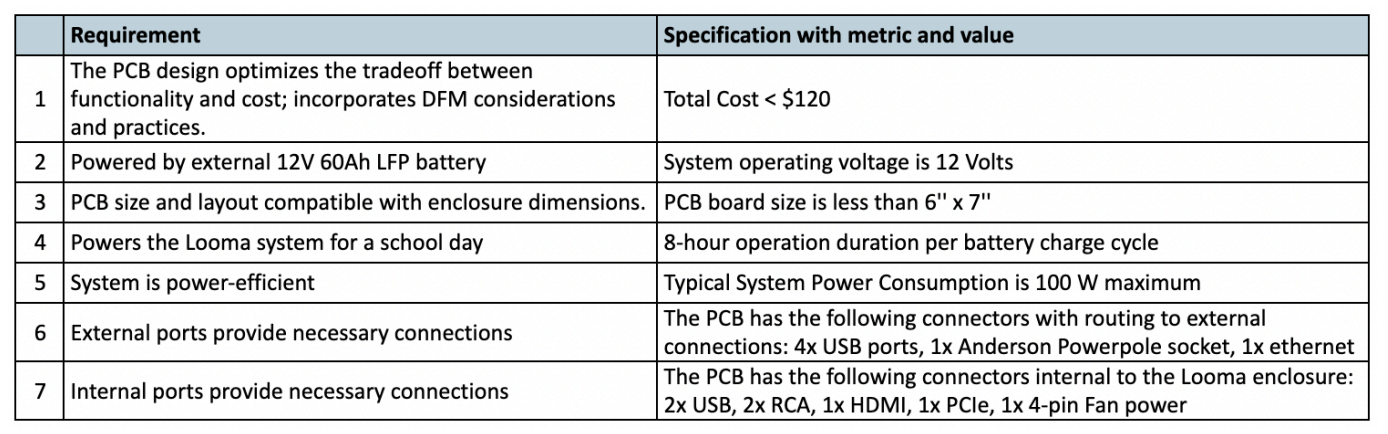 Requirement
Specification with metric and value
1
The PCB design optimizes the tradeoff between
functionality and cost; incorporates DFM considerations
and practices.
Total Cost < $120
2
Powered by external 12V 60Ah LFP battery
System operating voltage is 12 Volts
3
PCB size and layout compatible with enclosure dimensions.
PCB board size is less than 6'' x 7''
4
Powers the Looma system for a school day
8-hour operation duration per battery charge cycle
5
System is power-efficient
Typical System Power Consumption is 100 W maximum
6
External ports provide necessary connections
The PCB has the following connectors with routing to external
connections: 4x USB ports, 1x Anderson Powerpole socket, 1x ethernet
7
Internal ports provide necessary connections
The PCB has the following connectors internal to the Looma enclosure:
2x USB, 2x RCA, 1x HDMI, 1x PCIe, 1x 4-pin Fan power